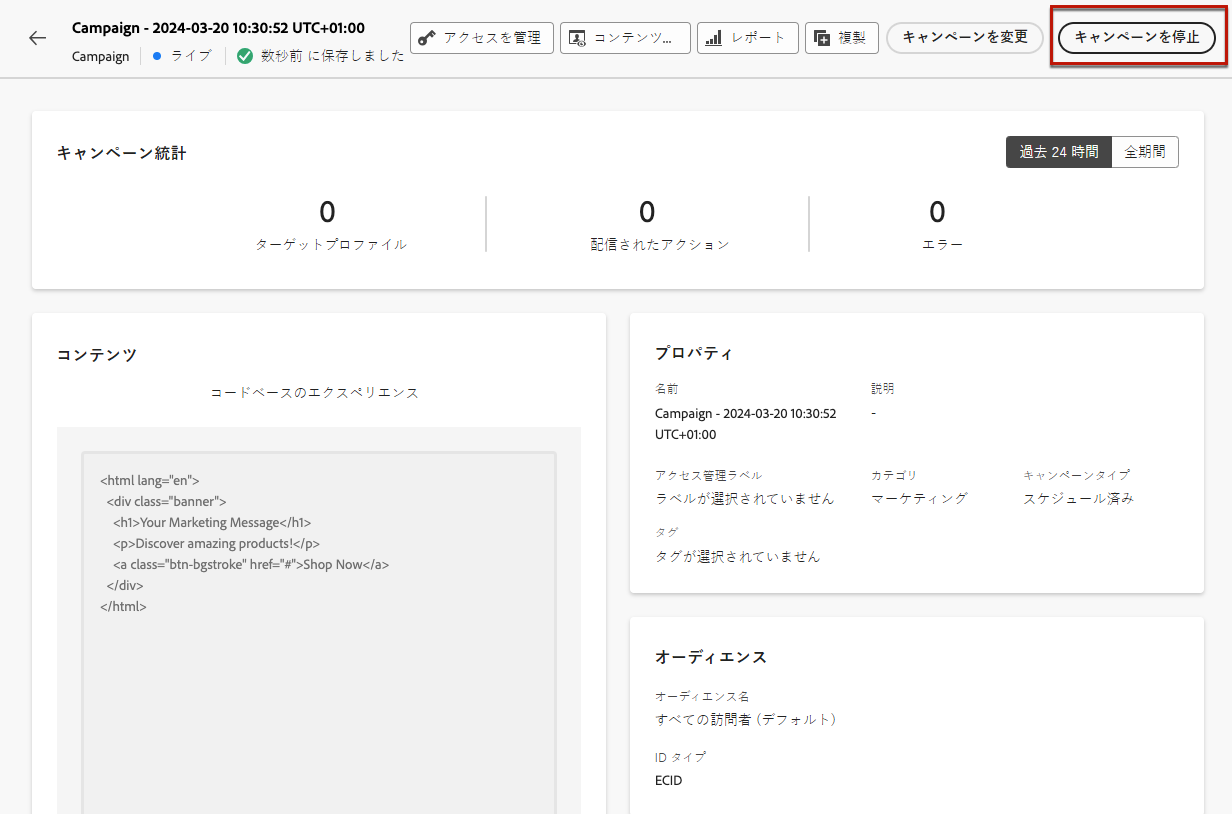 Campaign - 2024-03-20 10:30:52 UTC+01:00
Campaign ライブ 数秒前 に保存しました
アクセスを管理
コンテンツ...
レポート
複製
キャンペーンを変更
キャンペーンを停止
キャンペーン統計
過去 24 時間
全期間
0
ターゲットプロファイル
0
配信されたアクション
0
エラー
コンテンツ
コードベースのエクスペリエンス
<html lang="en">
<div class="banner">
<h1>Your Marketing Message</h1>
<p>Discover amazing products!</p>
<a class="btn-bgstroke" href="#">Shop Now</a>
</div>
</html>
プロパティ
名前
Campaign - 2024-03-20 10:30:52
UTC+01:00
説明
-
アクセス管理ラベル
ラベルが選択されていません
カテゴリ
マーケティング
キャンペーンタイプ
スケジュール済み
タグ
タグが選択されていません
オーディエンス
オーディエンス名
すべての訪問者 (デフォルト)
ID タイプ
ECID